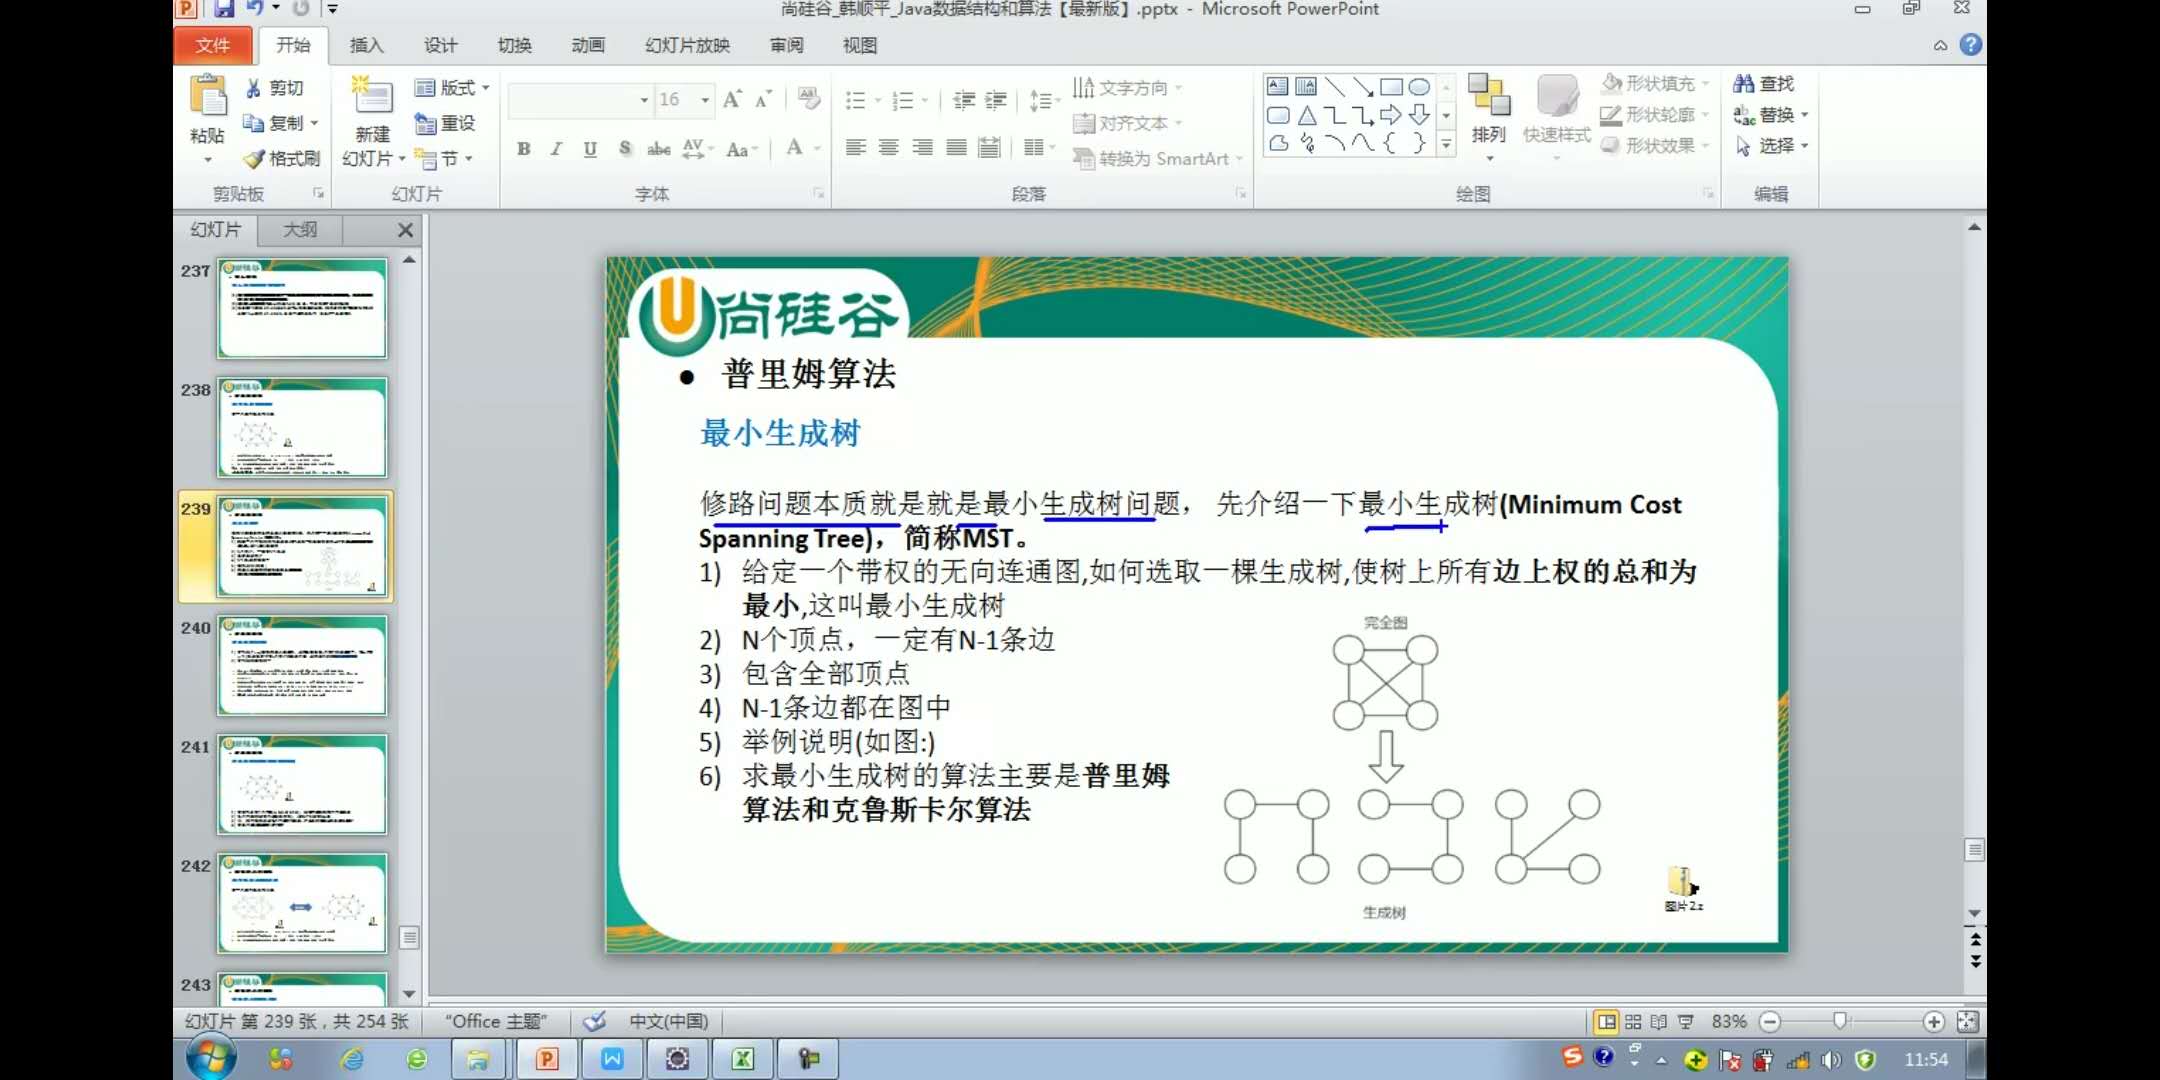 尚硅谷_韩顺平_Java数据结构和算法【最新版】.pptx - Microsoft PowerPoint
文件 开始 插入 设计 切换 动画 幻灯片放映 审阅 视图
粘贴 剪切 复制 格式刷
剪贴板
新建幻灯片 版式 重设 节
幻灯片
16
字体
文字方向
对齐文本
转换为 SmartArt
段落
排列 快速样式 形状填充 形状轮廓 形状效果
绘图
查找 替换 选择
编辑
幻灯片 大纲
237
238
239
240
241
242
243
尚硅谷
● 普里姆算法
最小生成树
修路问题本质就是就是最小生成树问题， 先介绍一下最小生成树(Minimum Cost
Spanning Tree)，简称MST。
1) 给定一个带权的无向连通图,如何选取一棵生成树,使树上所有边上权的总和为
最小,这叫最小生成树
2) N个顶点，一定有N-1条边
3) 包含全部顶点
4) N-1条边都在图中
5) 举例说明(如图:)
6) 求最小生成树的算法主要是普里姆
算法和克鲁斯卡尔算法
完全图
生成树
图片2.z
幻灯片 第 239 张，共 254 张 "Office 主题" 中文(中国) 83%
11:54